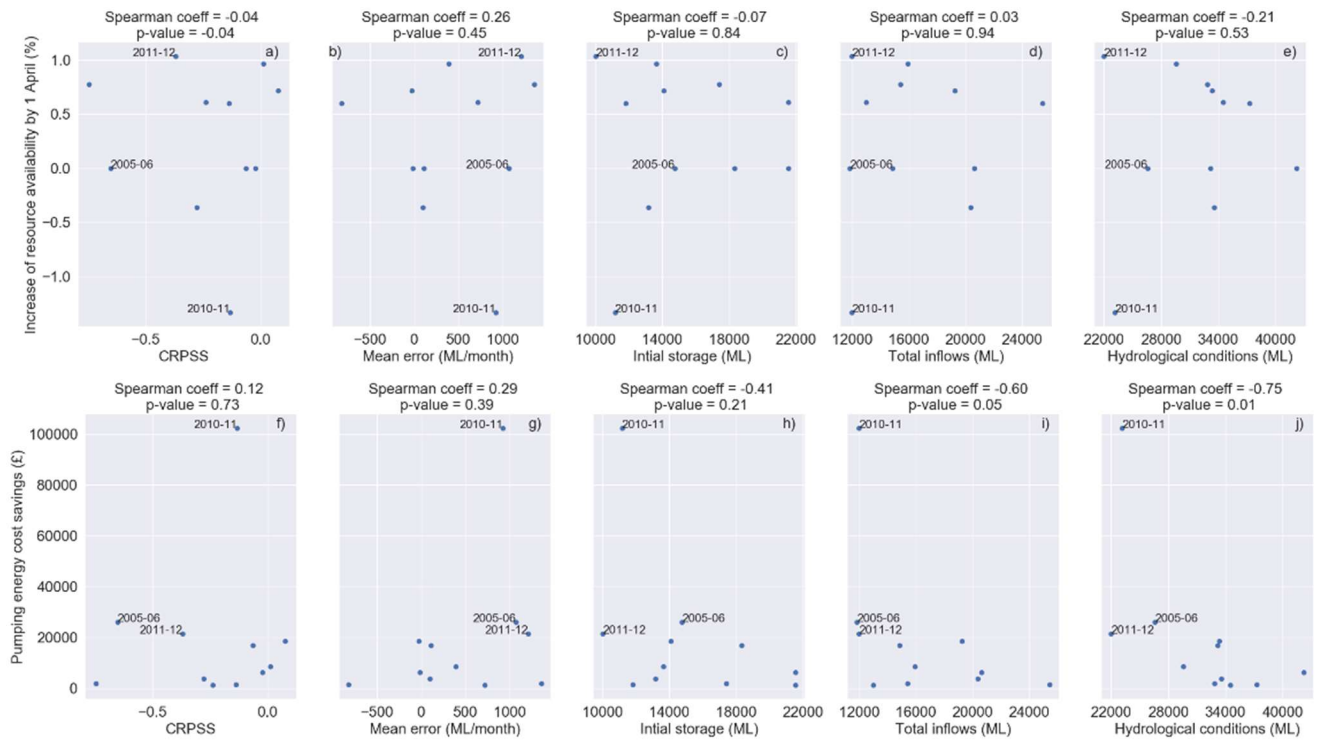 Spearman coeff = -0.04
p-value = -0.04
Spearman coeff = 0.26
p-value = 0.45
Spearman coeff = -0.07
p-value = 0.84
Spearman coeff = 0.03
p-value = 0.94
Spearman coeff = -0.21
p-value = 0.53
Increase of resource availability by 1 April (%)
1.0
0.5
0.0
−0.5
−1.0
a)
2011-12
2005-06
2010-11
−0.5 0.0
CRPSS
b)
2011-12
2005-06
2010-11
−500 0 500 1000
Mean error (ML/month)
c)
2011-12
2005-06
2010-11
10000 14000 18000 22000
Intial storage (ML)
d)
2011-12
2005-06
2010-11
12000 16000 20000 24000
Total inflows (ML)
e)
2011-12
2005-06
2010-11
22000 28000 34000 40000
Hydrological conditions (ML)
Spearman coeff = 0.12
p-value = 0.73
Spearman coeff = 0.29
p-value = 0.39
Spearman coeff = -0.41
p-value = 0.21
Spearman coeff = -0.60
p-value = 0.05
Spearman coeff = -0.75
p-value = 0.01
Pumping energy cost savings (£)
100000
80000
60000
40000
20000
0
f)
2010-11
2005-06
2011-12
−0.5 0.0
CRPSS
g)
2010-11
2005-06
2011-12
−500 0 500 1000
Mean error (ML/month)
h)
2010-11
2005-06
2011-12
10000 14000 18000 22000
Intial storage (ML)
i)
2010-11
2005-06
2011-12
12000 16000 20000 24000
Total inflows (ML)
j)
2010-11
2005-06
2011-12
22000 28000 34000 40000
Hydrological conditions (ML)